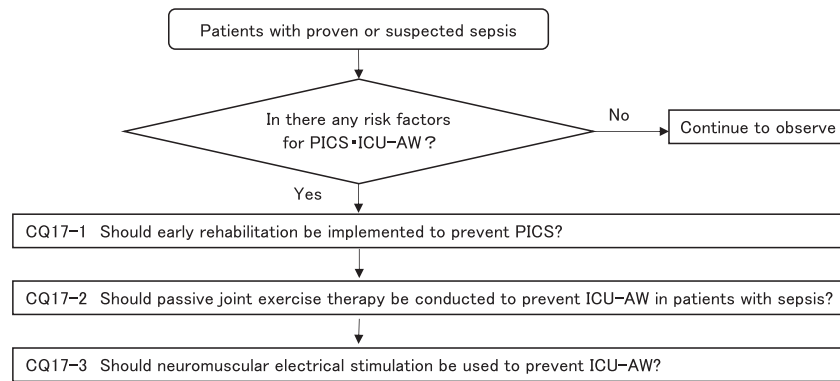 Patients with proven or suspected sepsis
In there any risk factors
for PICS・ICU-AW?
No
Continue to observe
Yes
CQ17-1 Should early rehabilitation be implemented to prevent PICS?
CQ17-2 Should passive joint exercise therapy be conducted to prevent ICU-AW in patients with sepsis?
CQ17-3 Should neuromuscular electrical stimulation be used to prevent ICU-AW?